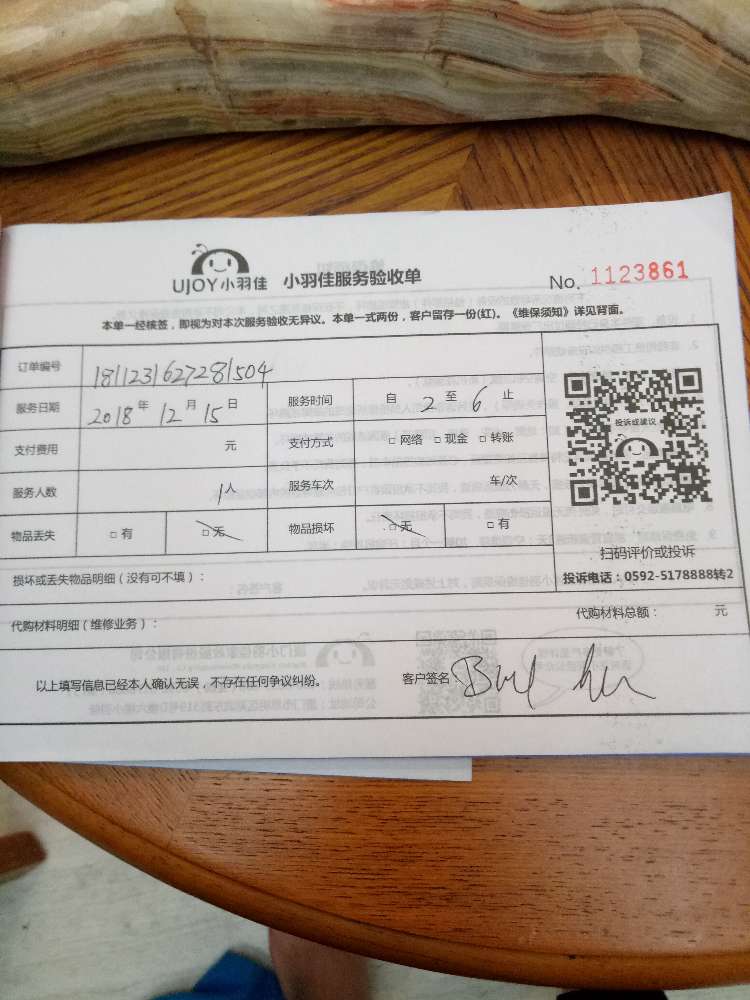 UJOY小羽佳 小羽佳服务验收单 No. 1123861
本单一经核签，即视为对本次服务验收无异议。本单一式两份，客户留存一份(红)。《维保须知》详见背面。
订单编号 1811231627281504
服务日期 2018年 12月 15日 服务时间 自 2 至 6 止
支付费用 元 支付方式 □ 网络 □ 现金 □ 转账
服务人数 1人 服务车次 车/次
物品丢失 □ 有 □ 无 物品损坏 □ 无 □ 有
投诉或建议
扫码评价或投诉
投诉电话：0592-5178888转2
损坏或丢失物品明细（没有可不填）：
代购材料明细（维修业务）： 代购材料总额： 元
以上填写信息已经本人确认无误，不存在任何争议纠纷。 客户签名：